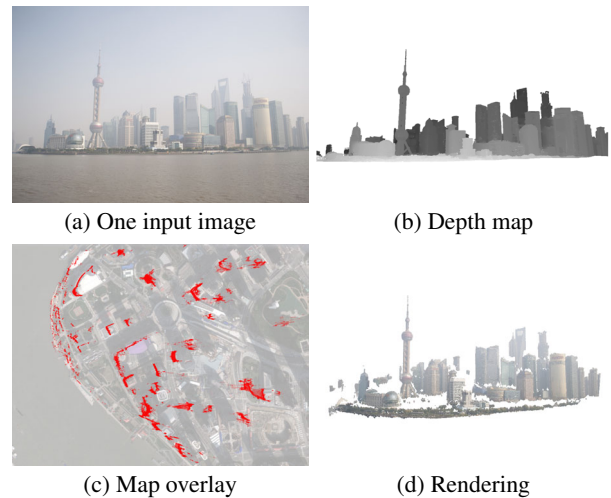 (a) One input image
(b) Depth map
(c) Map overlay
(d) Rendering